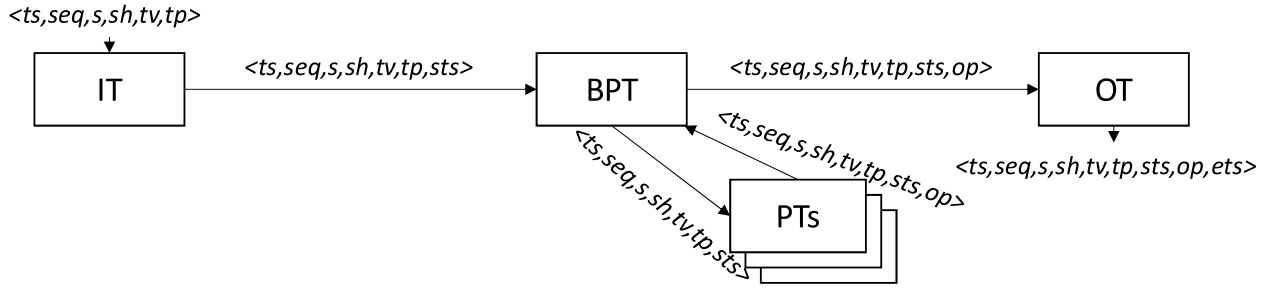 <ts,seq,s,sh,tv,tp>
IT
<ts,seq,s,sh,tv,tp,sts>
BPT
<ts,seq,s,sh,tv,tp,sts,op>
OT
<ts,seq,s,sh,tv,tp,sts,op,ets>
<ts,seq,s,sh,tv,tp,sts>
<ts,seq,s,sh,tv,tp,sts,op>
PTs